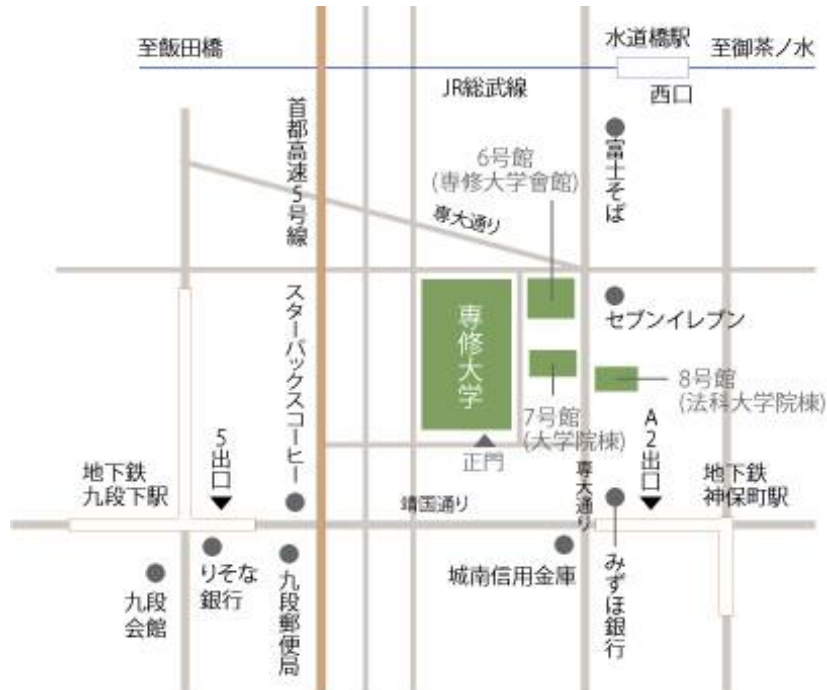 水道橋駅
至飯田橋
至御茶ノ水
JR総武線
西口
首都高速5号線
6号館
(専修大学會館)
富士そば
専大通り
スターバックスコーヒー
専修大学
セブンイレブン
8号館
(法科大学院棟)
7号館
(大学院棟)
正門
5出口
A2出口
地下鉄
九段下駅
地下鉄
神保町駅
専大通り
靖国通り
りそな
銀行
九段
会館
九段郵便局
城南信用金庫
みずほ銀行